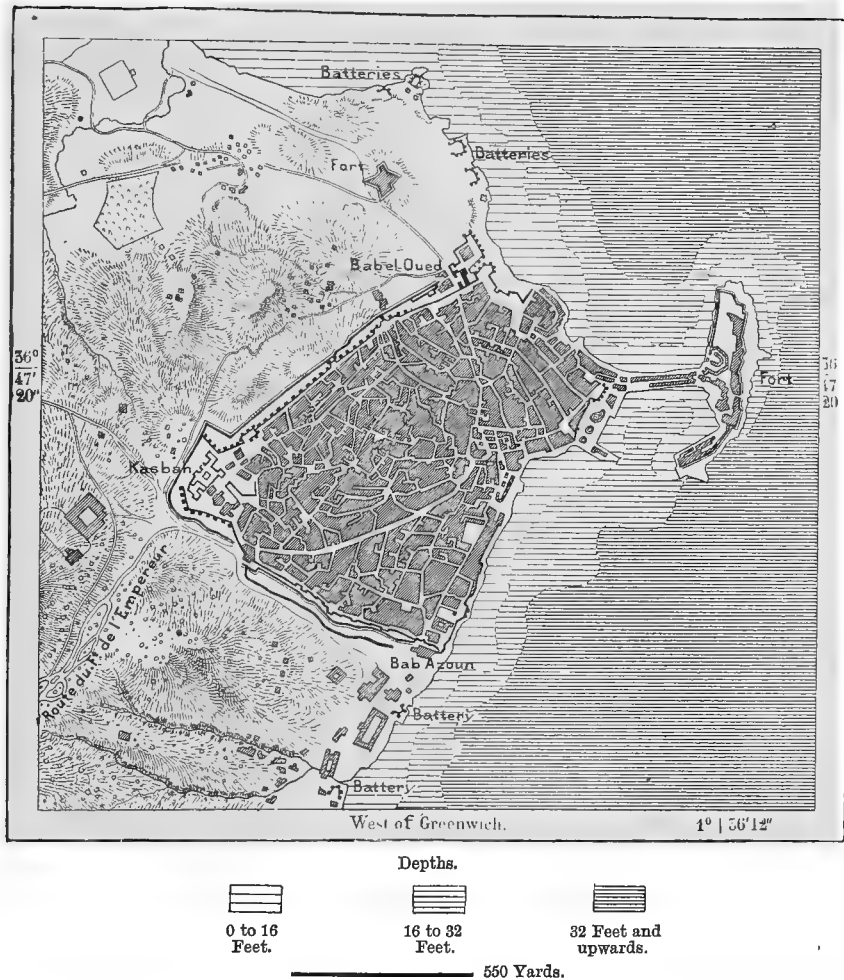 Batteries
Batteries
Fort
Babel Oued
36°
47'
20"
36
47
20
Fort
Kasbah
Route du Ft. de l'Empereur
Bab Azoun
Battery
Battery
West of Greenwich. 1° | 36'12"
Depths.
0 to 16
Feet.
16 to 32
Feet.
32 Feet and
upwards.
550 Yards.